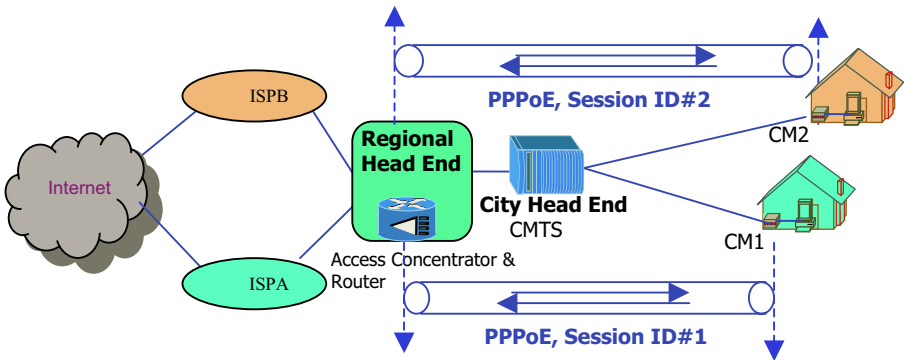 PPPoE, Session ID#2
ISPB
Regional
Head End
CM2
Internet
City Head End
CMTS
CM1
Access Concentrator &
Router
ISPA
PPPoE, Session ID#1